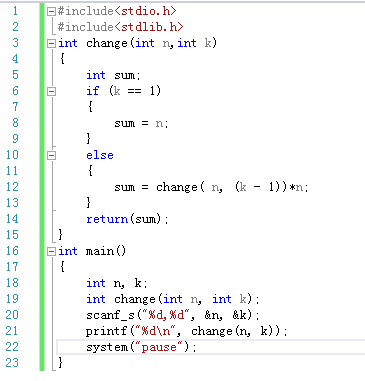 1 #include<stdio.h>
2 #include<stdlib.h>
3 int change(int n,int k)
4 {
5 int sum;
6 if (k == 1)
7 {
8 sum = n;
9 }
10 else
11 {
12 sum = change( n, (k - 1))*n;
13 }
14 return(sum);
15 }
16 int main()
17 {
18 int n, k;
19 int change(int n, int k);
20 scanf_s("%d,%d", &n, &k);
21 printf("%d\n", change(n, k));
22 system("pause");
23 }